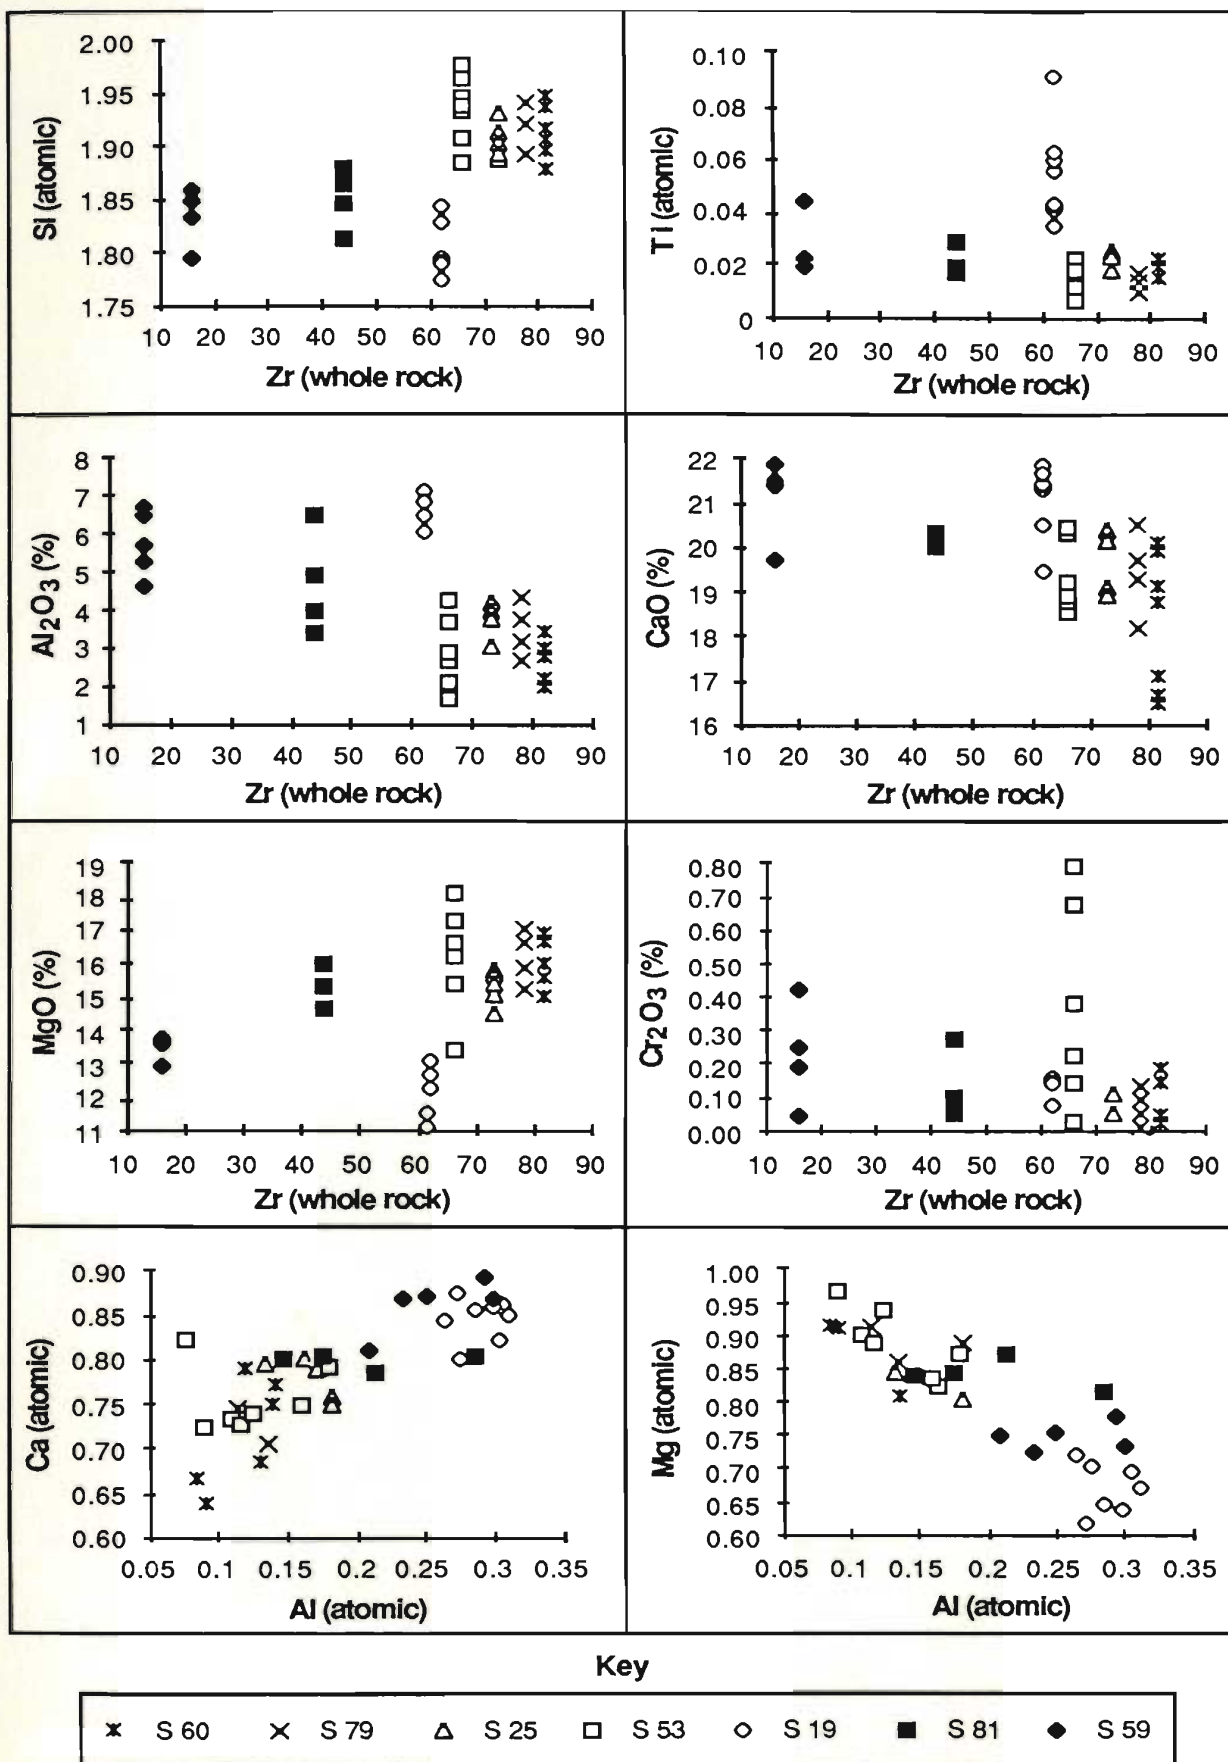 2.00
1.95
1.90
1.85
1.80
1.75
Si (atomic)
10 20 30 40 50 60 70 80 90
Zr (whole rock)
0.10
0.08
0.06
0.04
0.02
0
Ti (atomic)
10 20 30 40 50 60 70 80 90
Zr (whole rock)
8
7
6
5
4
3
2
1
Al2O3 (%)
10 20 30 40 50 60 70 80 90
Zr (whole rock)
22
21
20
19
18
17
16
CaO (%)
10 20 30 40 50 60 70 80 90
Zr (whole rock)
19
18
17
16
15
14
13
12
11
MgO (%)
10 20 30 40 50 60 70 80 90
Zr (whole rock)
0.80
0.70
0.60
0.50
0.40
0.30
0.20
0.10
0.00
Cr2O3 (%)
10 20 30 40 50 60 70 80 90
Zr (whole rock)
0.90
0.85
0.80
0.75
0.70
0.65
0.60
Ca (atomic)
0.05 0.1 0.15 0.2 0.25 0.3 0.35
Al (atomic)
1.00
0.95
0.90
0.85
0.80
0.75
0.70
0.65
0.60
Mg (atomic)
0.05 0.1 0.15 0.2 0.25 0.3 0.35
Al (atomic)
Key
S 60 S 79 S 25 S 53 S 19 S 81 S 59